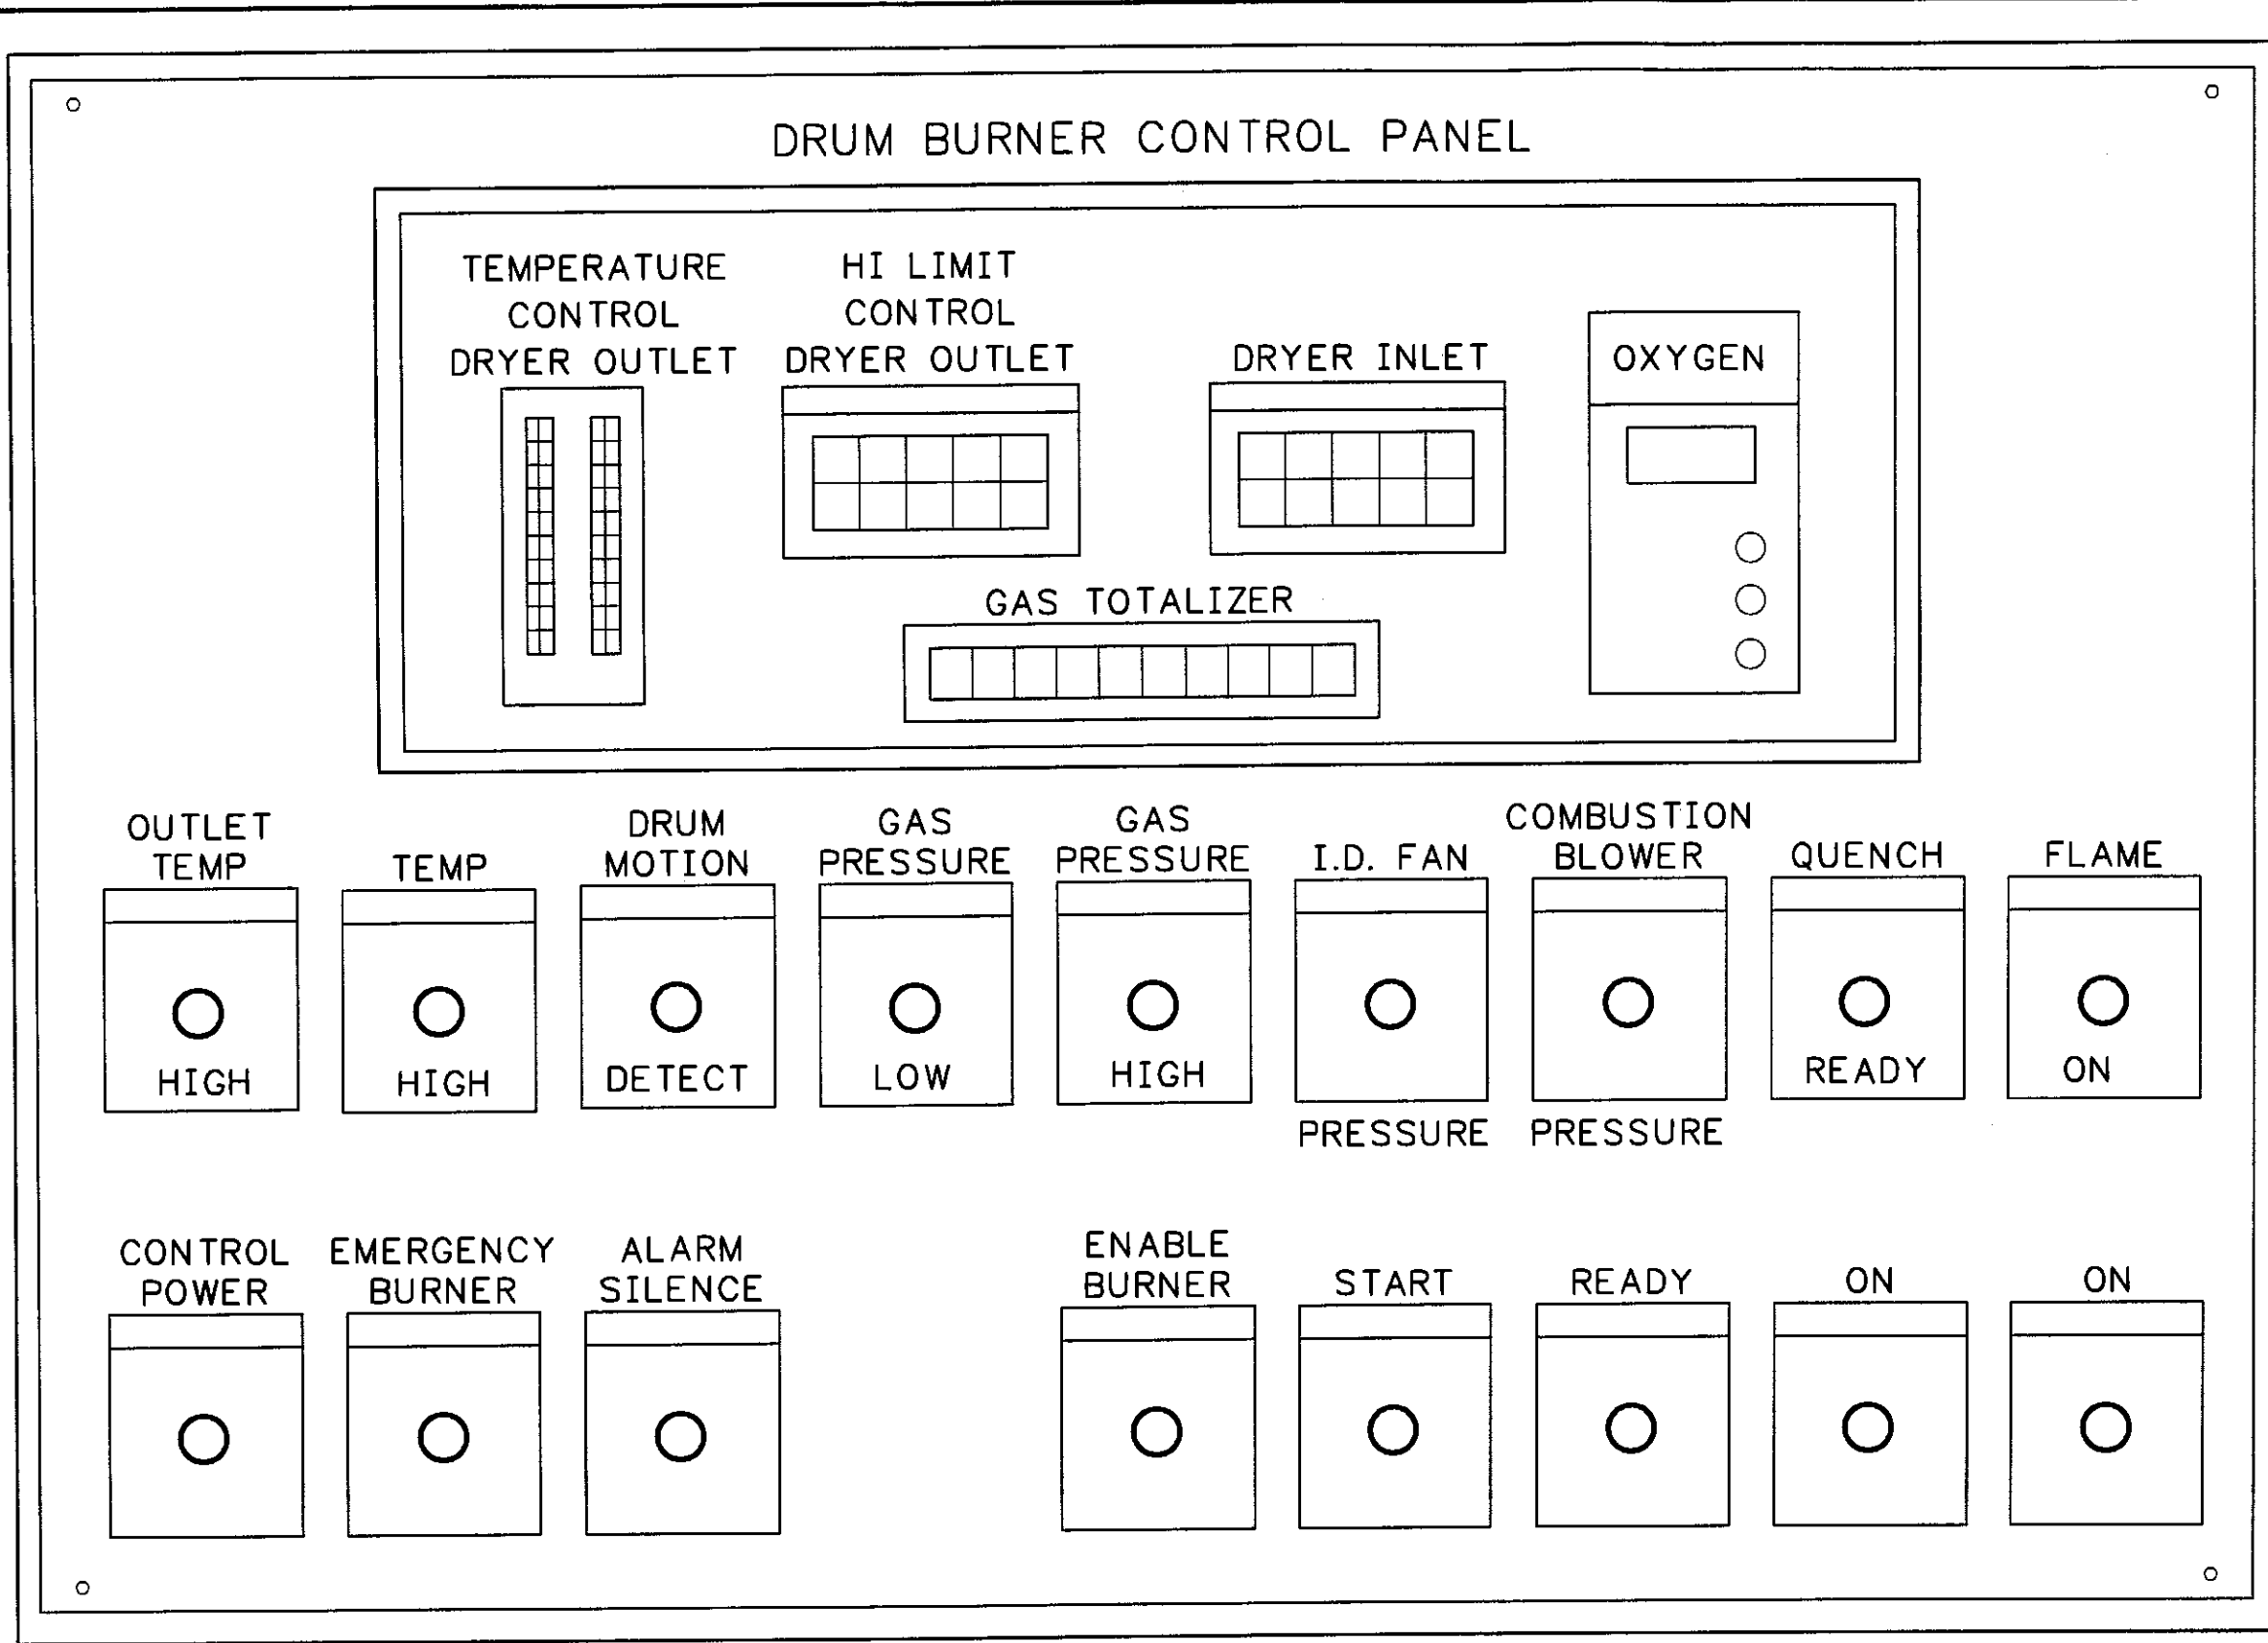 DRUM BURNER CONTROL PANEL
TEMPERATURE
CONTROL
DRYER OUTLET
HI LIMIT
CONTROL
DRYER OUTLET
DRYER INLET
OXYGEN
GAS TOTALIZER
OUTLET
TEMP
HIGH
TEMP
HIGH
DRUM
MOTION
DETECT
GAS
PRESSURE
LOW
GAS
PRESSURE
HIGH
I.D. FAN
PRESSURE
COMBUSTION
BLOWER
PRESSURE
QUENCH
READY
FLAME
ON
CONTROL
POWER
EMERGENCY
BURNER
ALARM
SILENCE
ENABLE
BURNER
START
READY
ON
ON